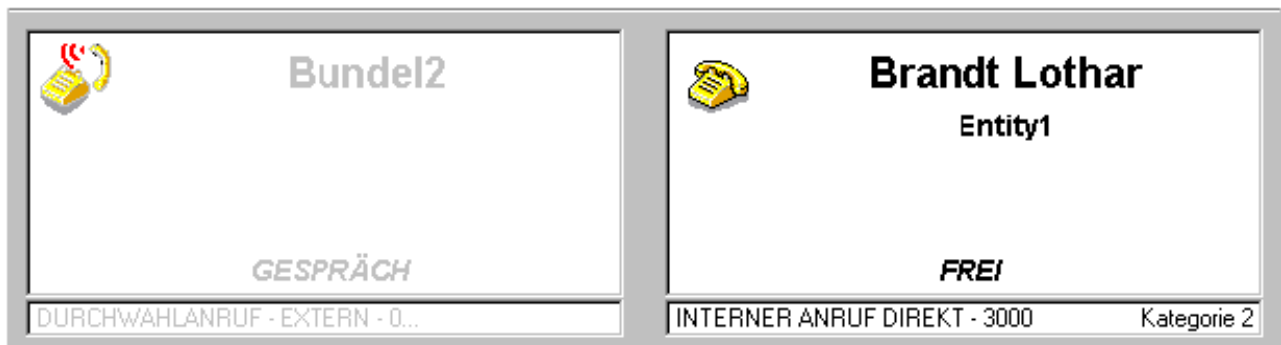 Bundel2
GESPRÄCH
DURCHWAHLANRUF - EXTERN - 0...
Brandt Lothar
Entity1
FREI
INTERNER ANRUF DIREKT - 3000 Kategorie 2